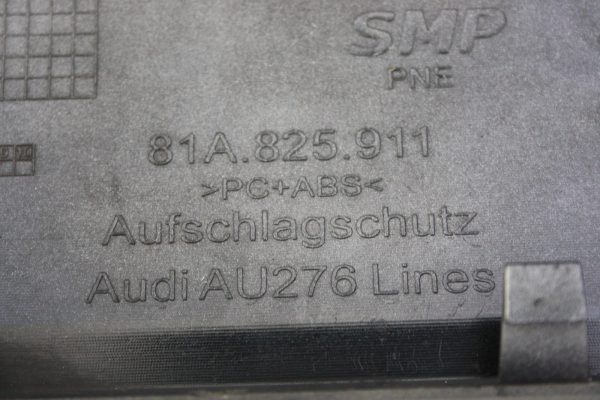 SMP
PNE
81A.825.911
>PC+ABS<
Aufschlagschutz
Audi AU276 Lines